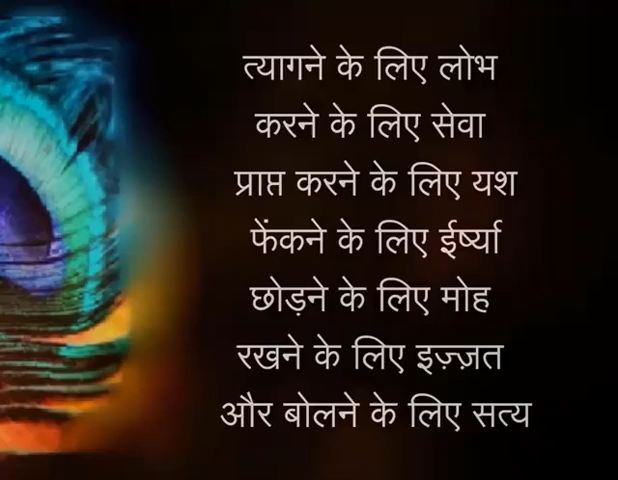 त्यागने के लिए लोभ
करने के लिए सेवा
प्राप्त करने के लिए यश
फेंकने के लिए ईर्ष्या
छोड़ने के लिए मोह
रखने के लिए इज़्ज़त
और बोलने के लिए सत्य